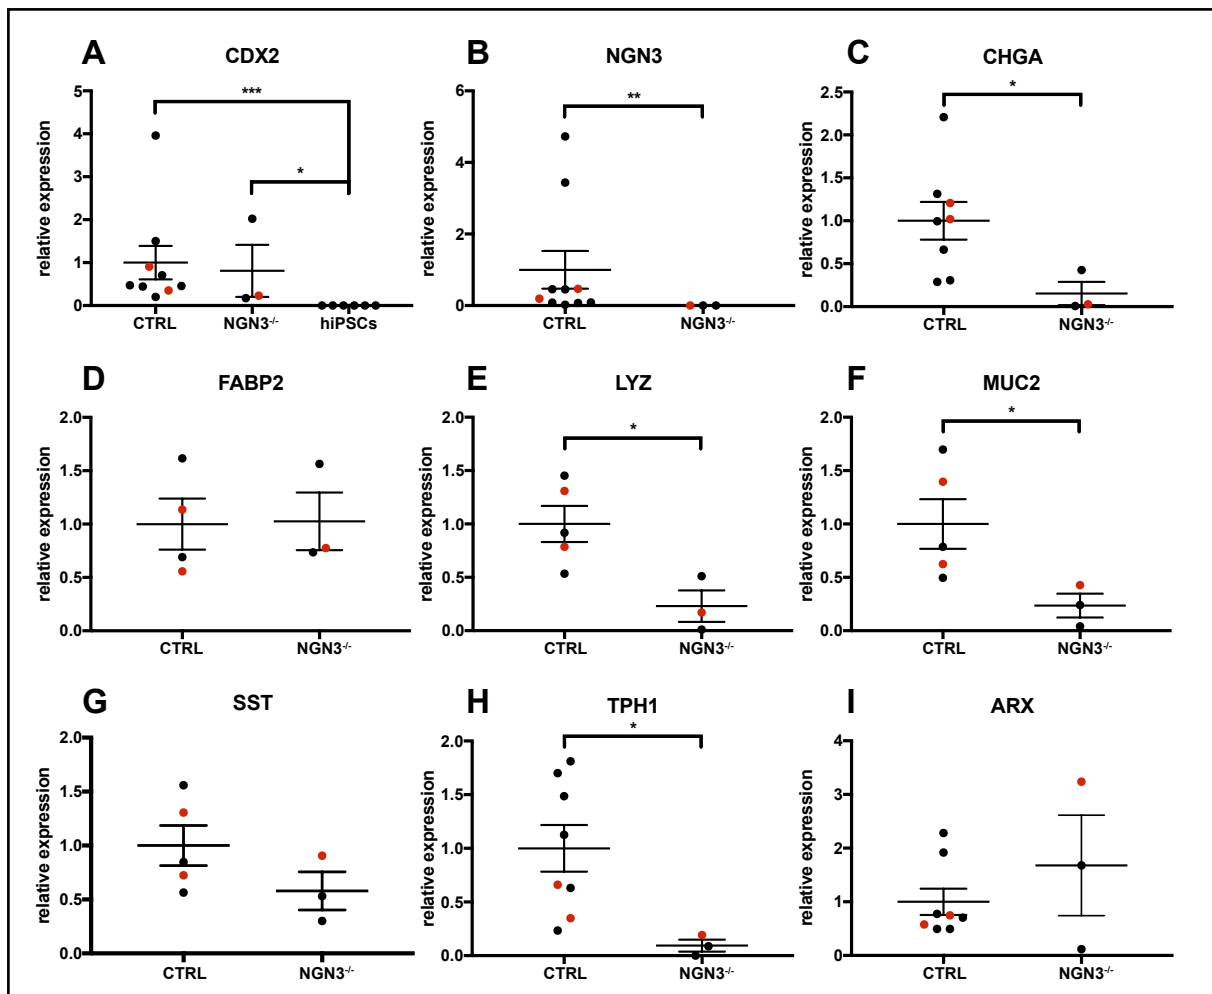 A CDX2
relative expression
5
4
3
2
1
0
***
*
CTRL NGN3-/- hiPSCs
B NGN3
relative expression
6
4
2
0
**
CTRL NGN3-/-
C CHGA
relative expression
2.5
2.0
1.5
1.0
0.5
0.0
*
CTRL NGN3-/-
D FABP2
relative expression
2.0
1.5
1.0
0.5
0.0
CTRL NGN3-/-
E LYZ
relative expression
2.0
1.5
1.0
0.5
0.0
*
CTRL NGN3-/-
F MUC2
relative expression
2.0
1.5
1.0
0.5
0.0
*
CTRL NGN3-/-
G SST
relative expression
2.0
1.5
1.0
0.5
0.0
CTRL NGN3-/-
H TPH1
relative expression
2.0
1.5
1.0
0.5
0.0
*
CTRL NGN3-/-
I ARX
relative expression
4
3
2
1
0
CTRL NGN3-/-